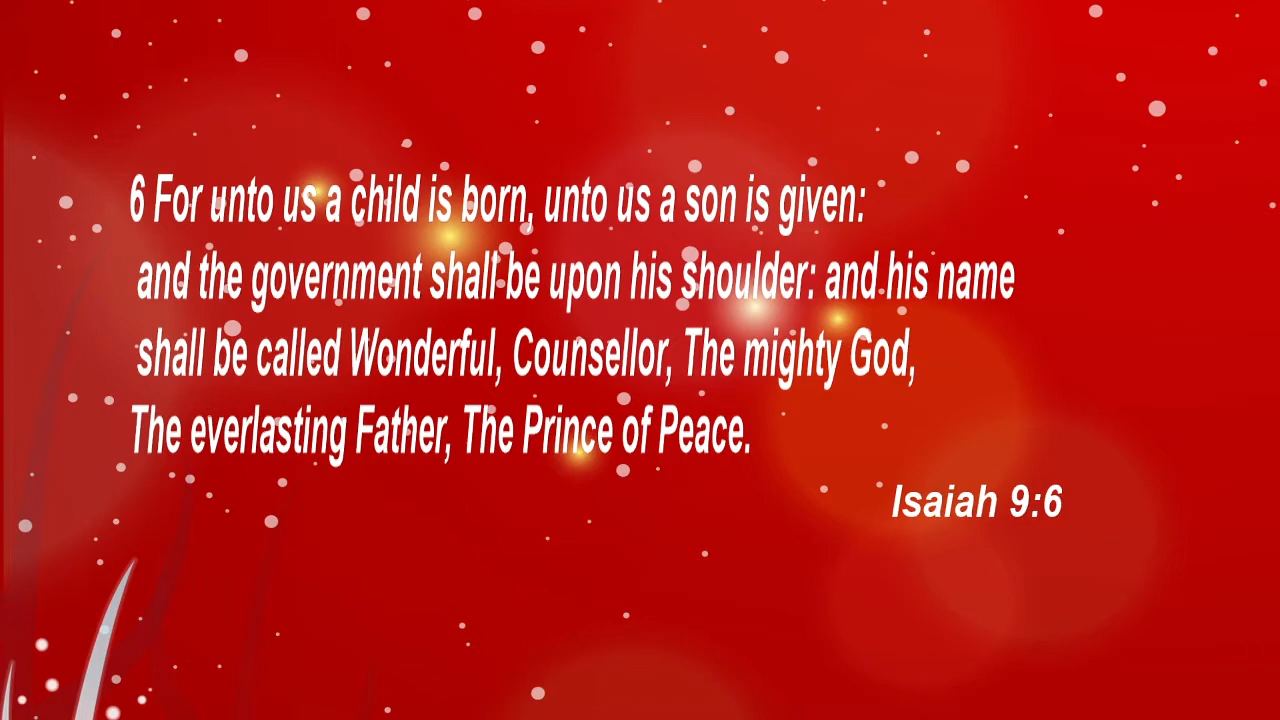 6 For unto us a child is born, unto us a son is given:
and the government shall be upon his shoulder: and his name
shall be called Wonderful, Counsellor, The mighty God,
The everlasting Father, The Prince of Peace.
Isaiah 9:6